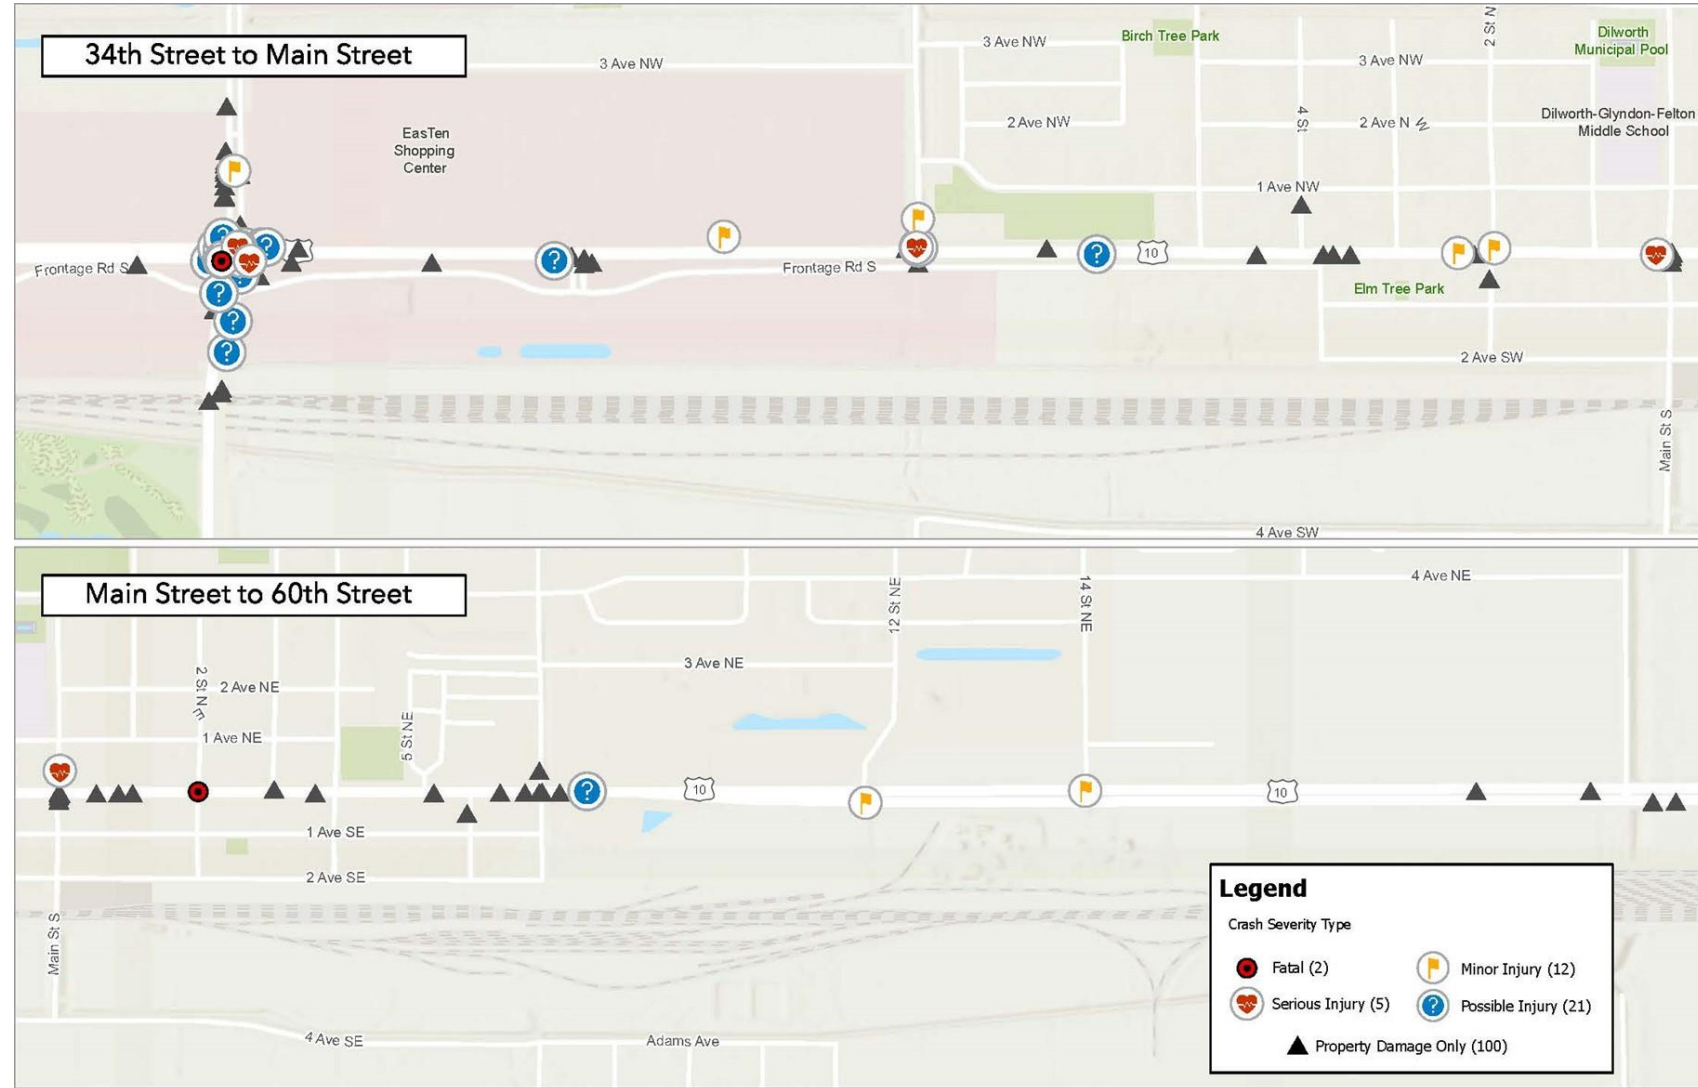 34th Street to Main Street
3 Ave NW
3 Ave NW
Birch Tree Park
2 St N
Dilworth
Municipal Pool
3 Ave NW
EasTen
Shopping
Center
2 Ave NW
4 St
2 Ave N W
Dilworth-Glyndon-Felton
Middle School
1 Ave NW
Frontage Rd S
Frontage Rd S
10
Elm Tree Park
2 Ave SW
Main St S
4 Ave SW
Main Street to 60th Street
12 St NE
14 St NE
4 Ave NE
3 Ave NE
2 St N E
2 Ave NE
1 Ave NE
5 St NE
10
10
1 Ave SE
2 Ave SE
Main St S
4 Ave SE
Adams Ave
Legend
Crash Severity Type
Fatal (2)
Minor Injury (12)
Serious Injury (5)
Possible Injury (21)
Property Damage Only (100)